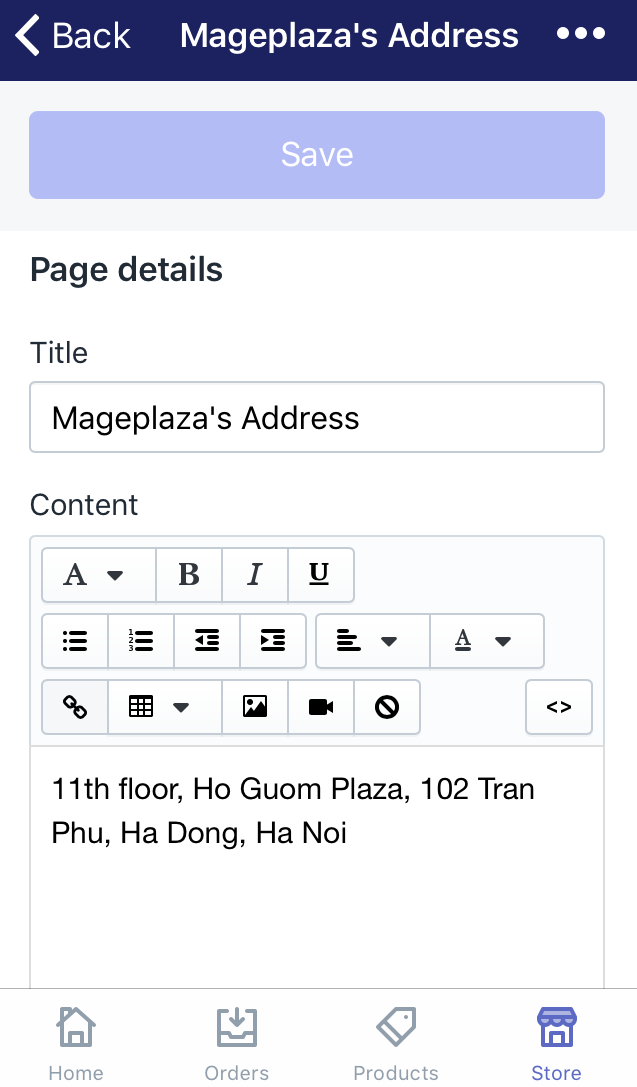 Back Mageplaza's Address
Save
Page details
Title
Mageplaza's Address
Content
A B I U
A
<>
11th floor, Ho Guom Plaza, 102 Tran
Phu, Ha Dong, Ha Noi
Home Orders Products Store